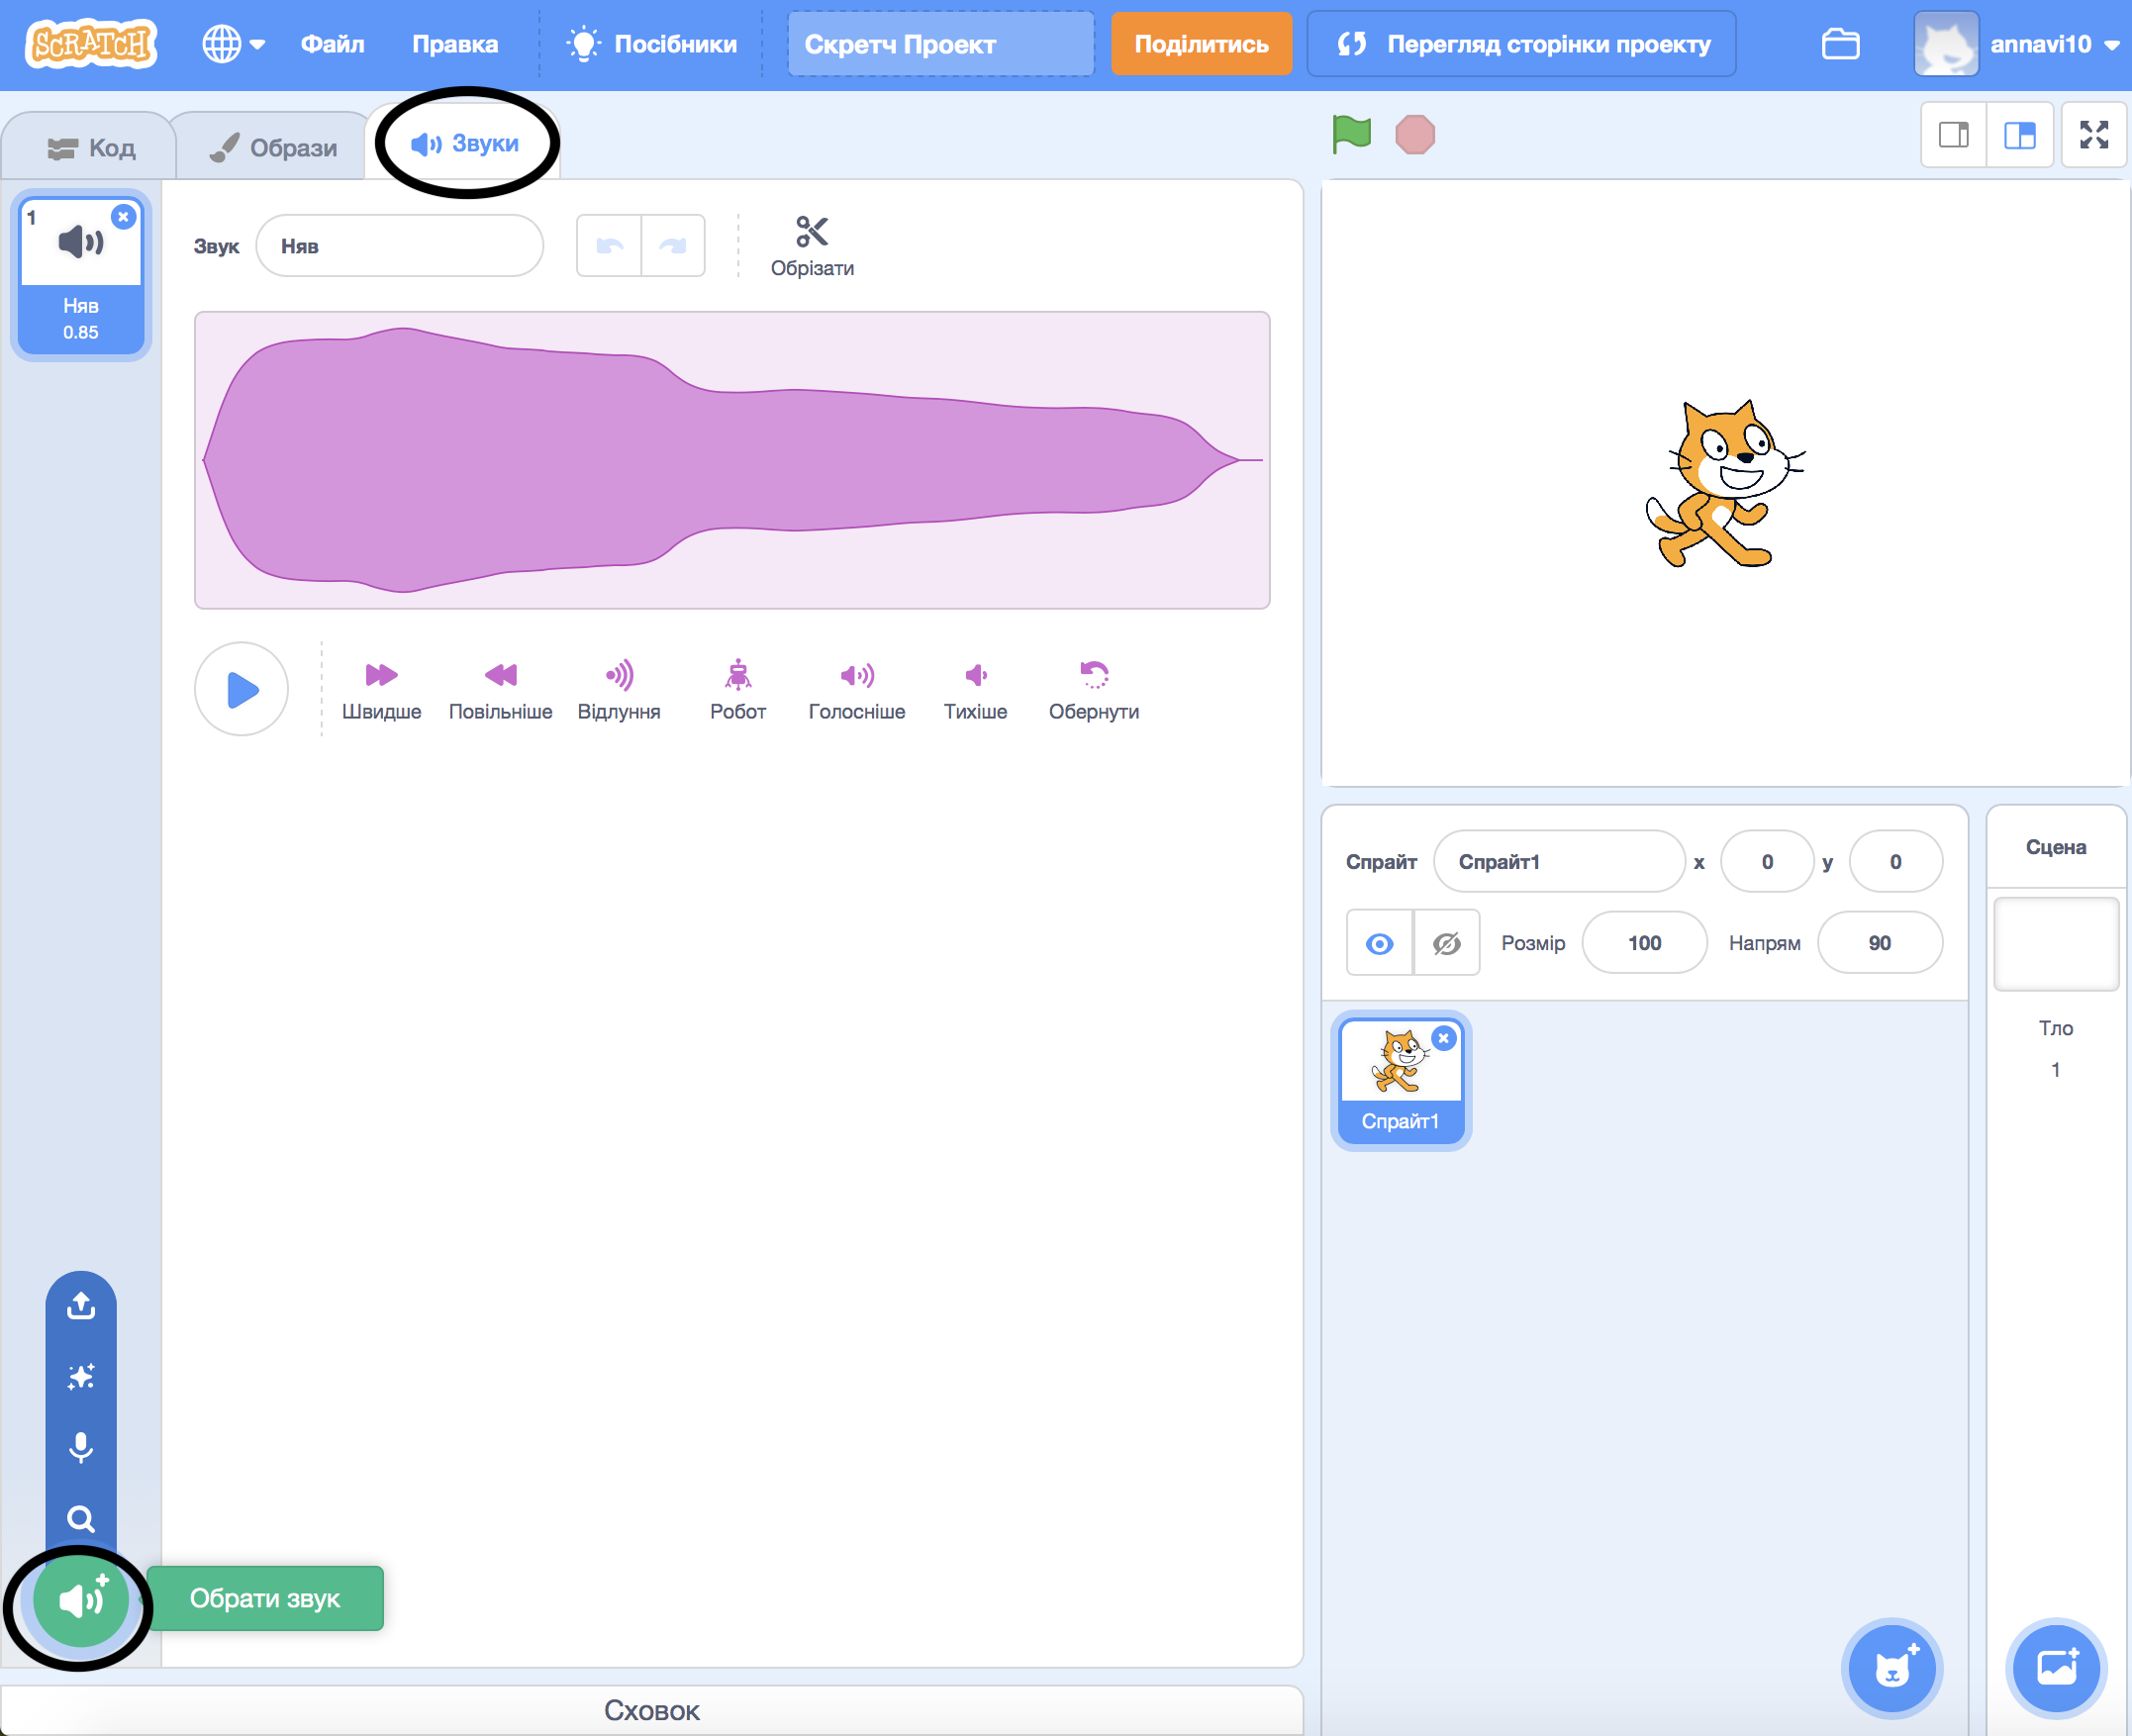 SCRATCH
Файл
Правка
Посібники
Скретч Проект
Поділитись
Перегляд сторінки проекту
annavi10
Код
Образи
Звуки
1
Няв
0.85
Звук
Няв
Обрізати
Швидше
Повільніше
Відлуння
Робот
Голосніше
Тихіше
Обернути
Обрати звук
Сховок
Спрайт
Спрайт1
x
0
y
0
Розмір
100
Напрям
90
Спрайт1
Сцена
Тло
1